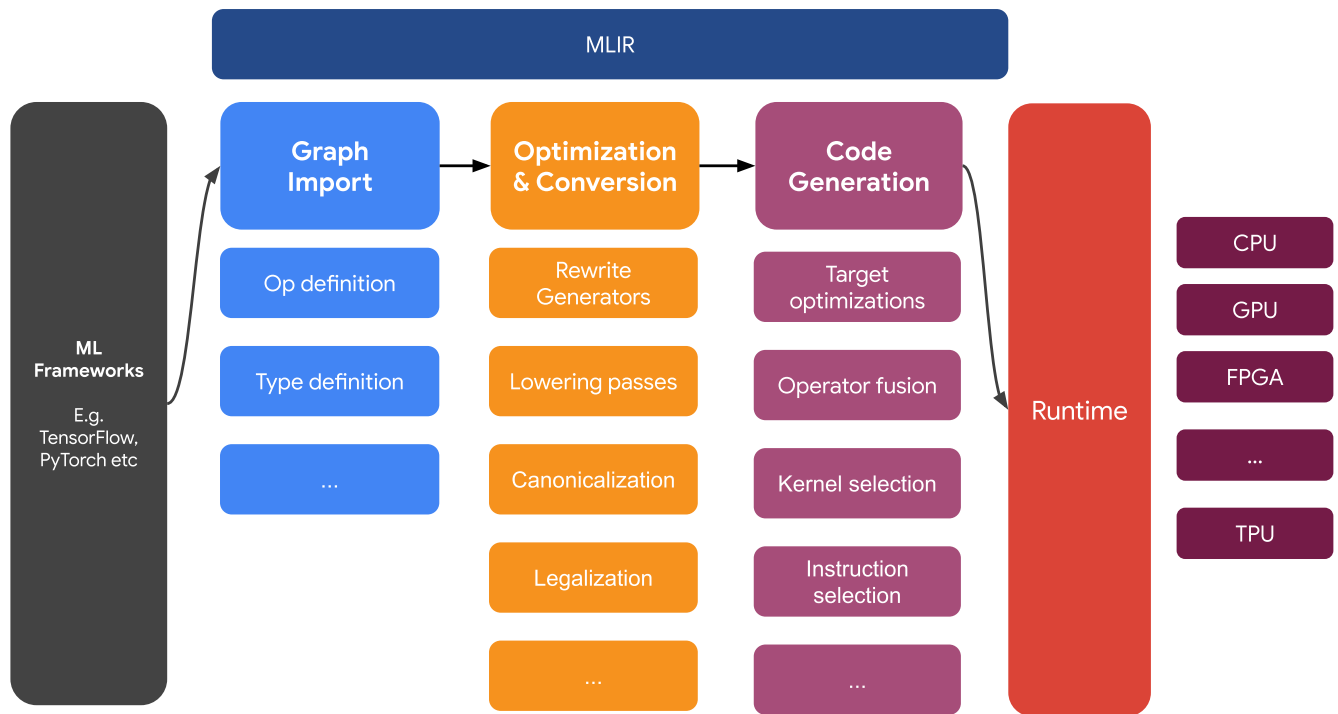 MLIR
ML
Frameworks
E.g.
TensorFlow,
PyTorch etc
Graph
Import
Op definition
Type definition
...
Optimization
& Conversion
Rewrite
Generators
Lowering passes
Canonicalization
Legalization
...
Code
Generation
Target
optimizations
Operator fusion
Kernel selection
Instruction
selection
...
Runtime
CPU
GPU
FPGA
...
TPU